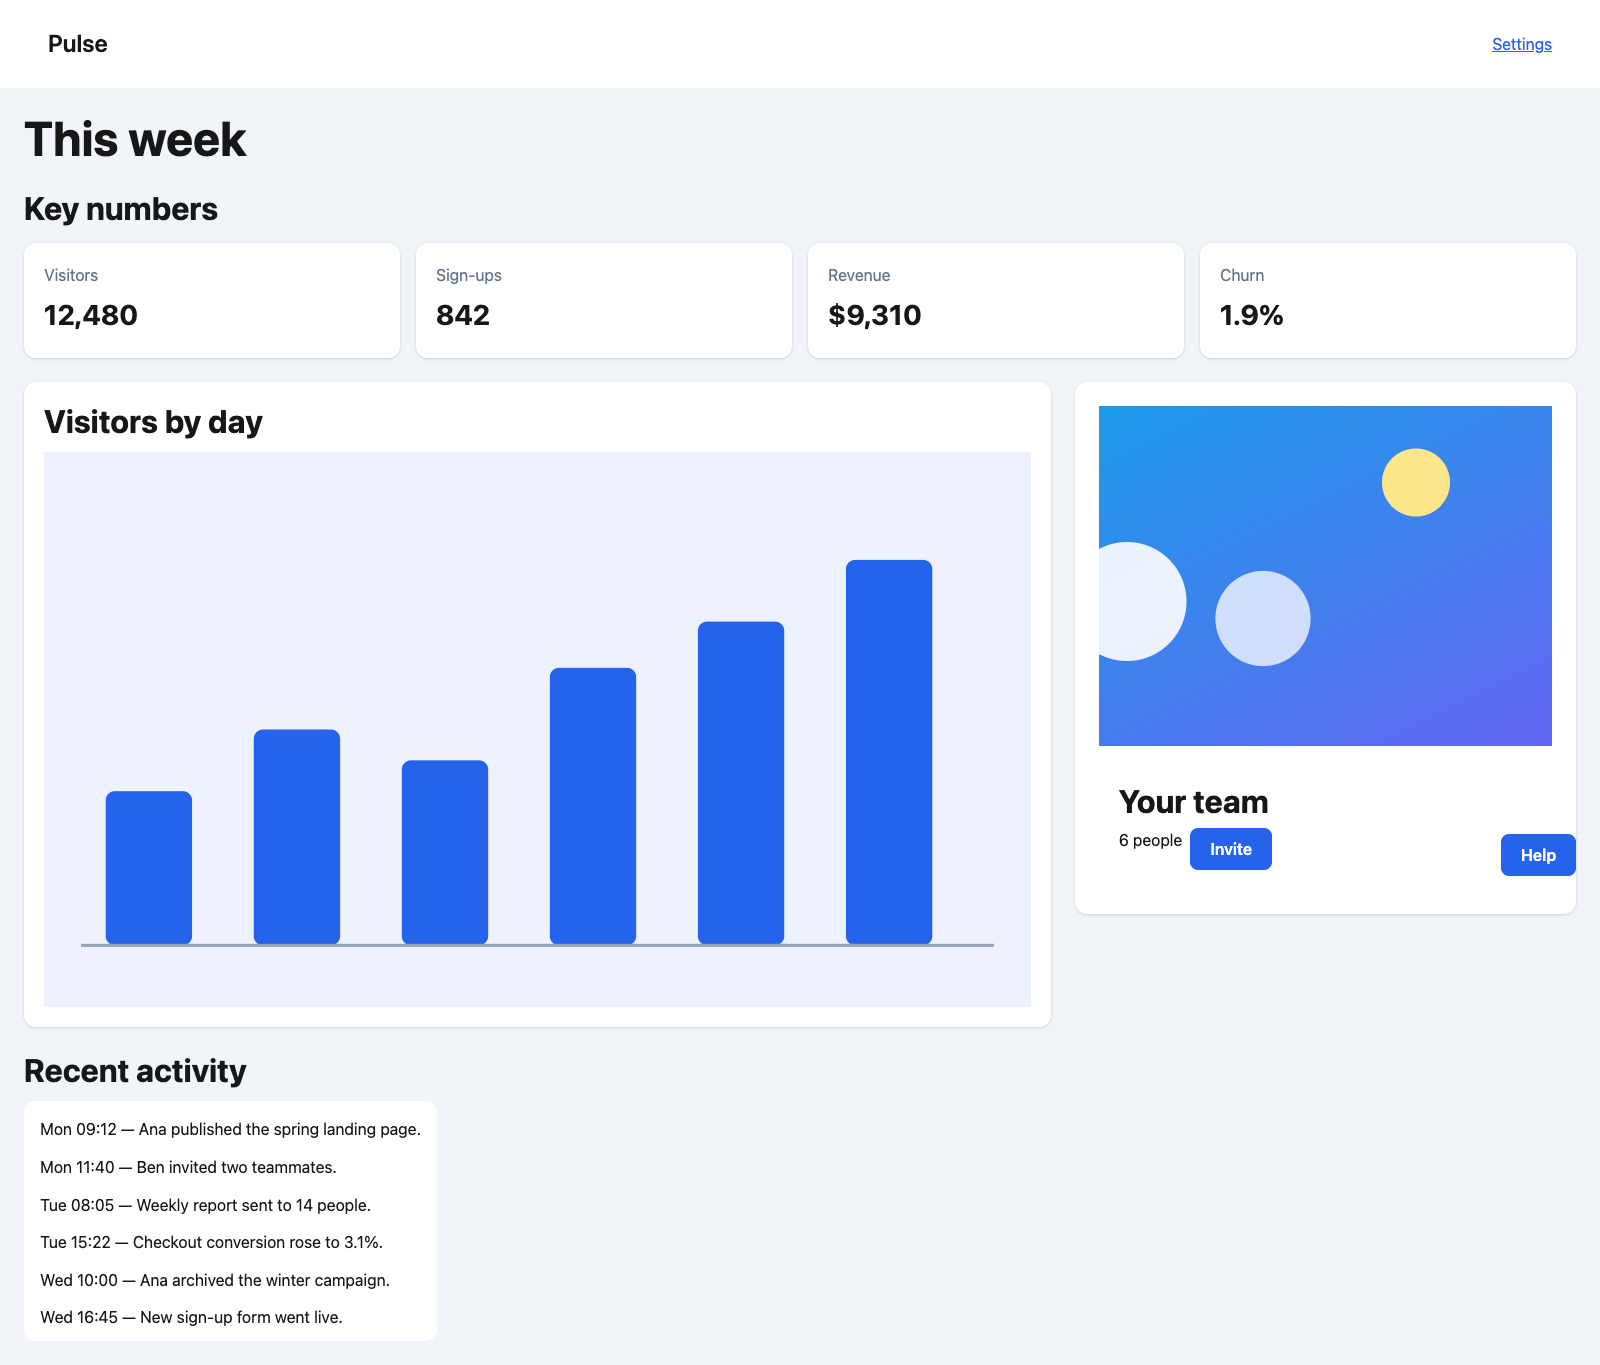 Pulse
Settings
This week
Key numbers
Visitors
12,480
Sign-ups
842
Revenue
$9,310
Churn
1.9%
Visitors by day
Your team
6 people
Invite
Help
Recent activity
Mon 09:12 — Ana published the spring landing page.
Mon 11:40 — Ben invited two teammates.
Tue 08:05 — Weekly report sent to 14 people.
Tue 15:22 — Checkout conversion rose to 3.1%.
Wed 10:00 — Ana archived the winter campaign.
Wed 16:45 — New sign-up form went live.